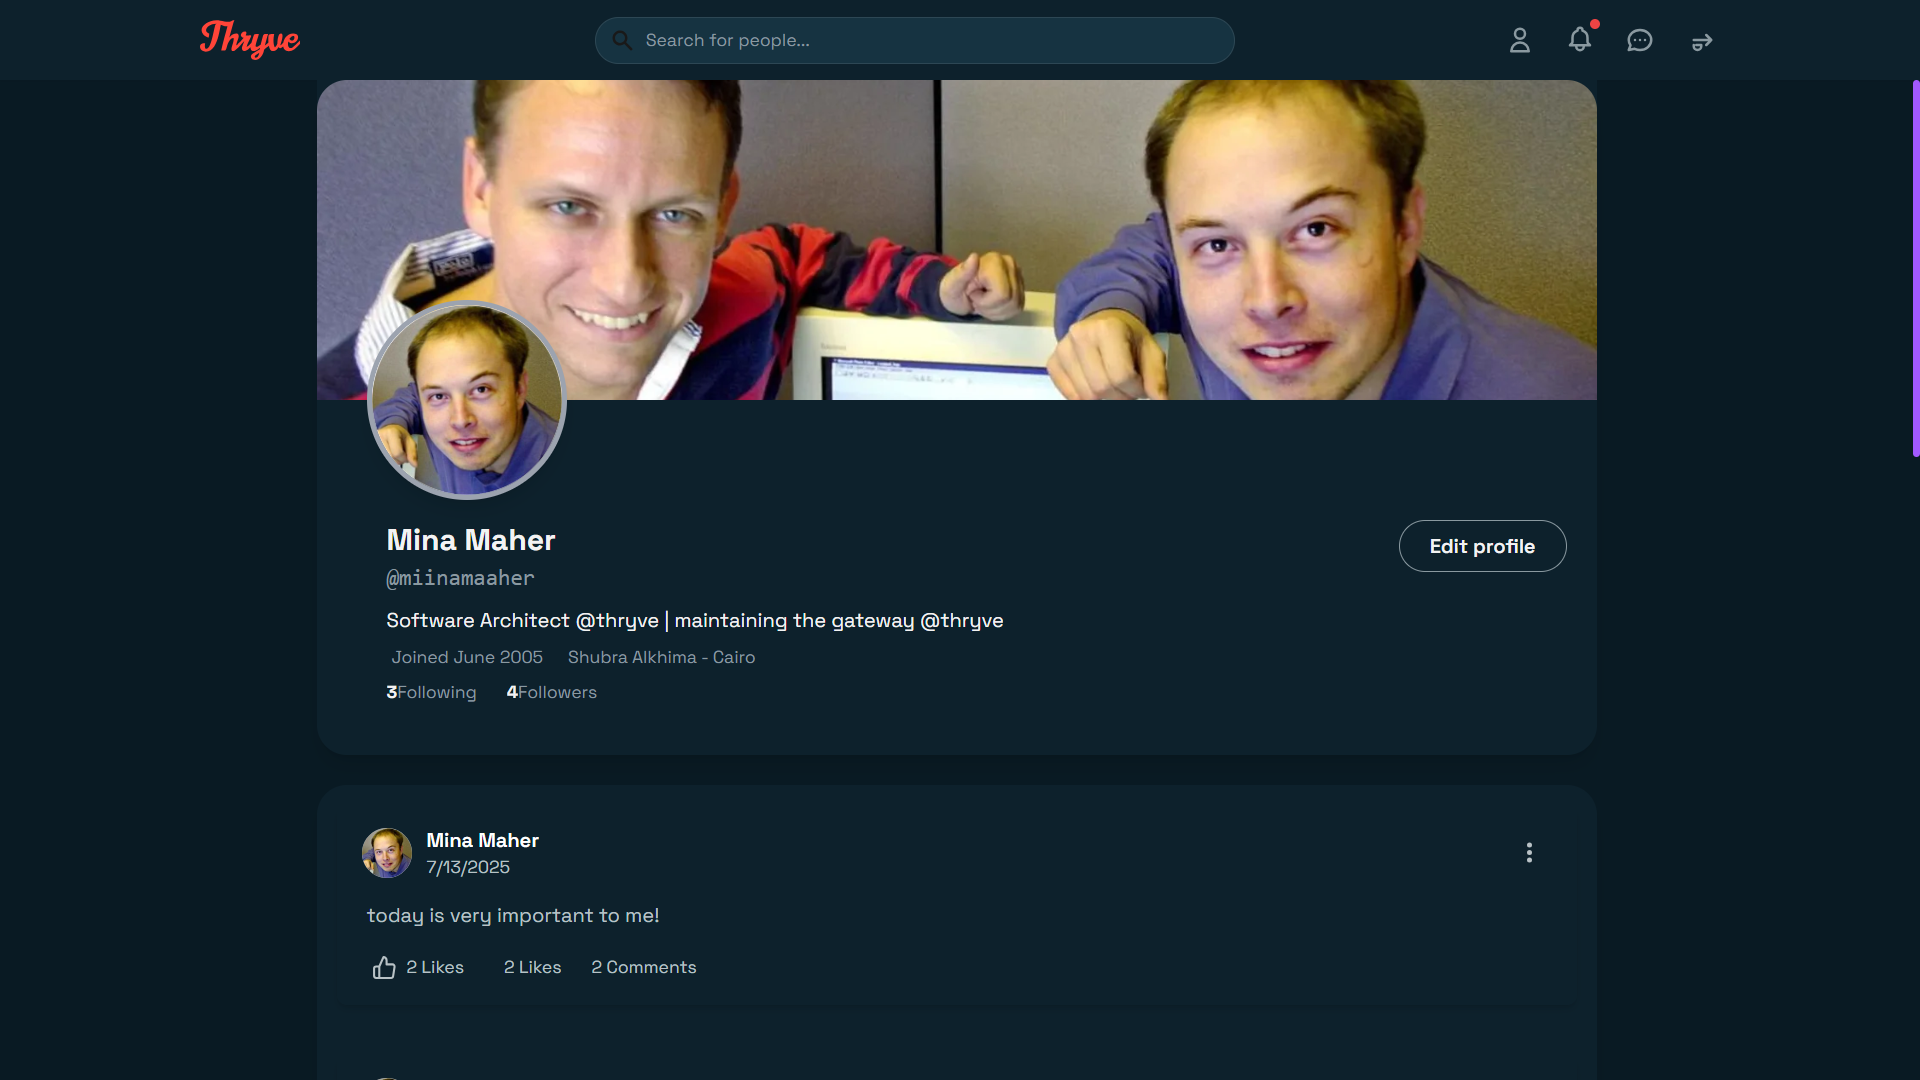 Thryve
Search for people...
Mina Maher
Edit profile
@miinamaaher
Software Architect @thryve | maintaining the gateway @thryve
Joined June 2005 Shubra Alkhima - Cairo
3Following 4Followers
Mina Maher
7/13/2025
today is very important to me!
2 Likes 2 Likes 2 Comments